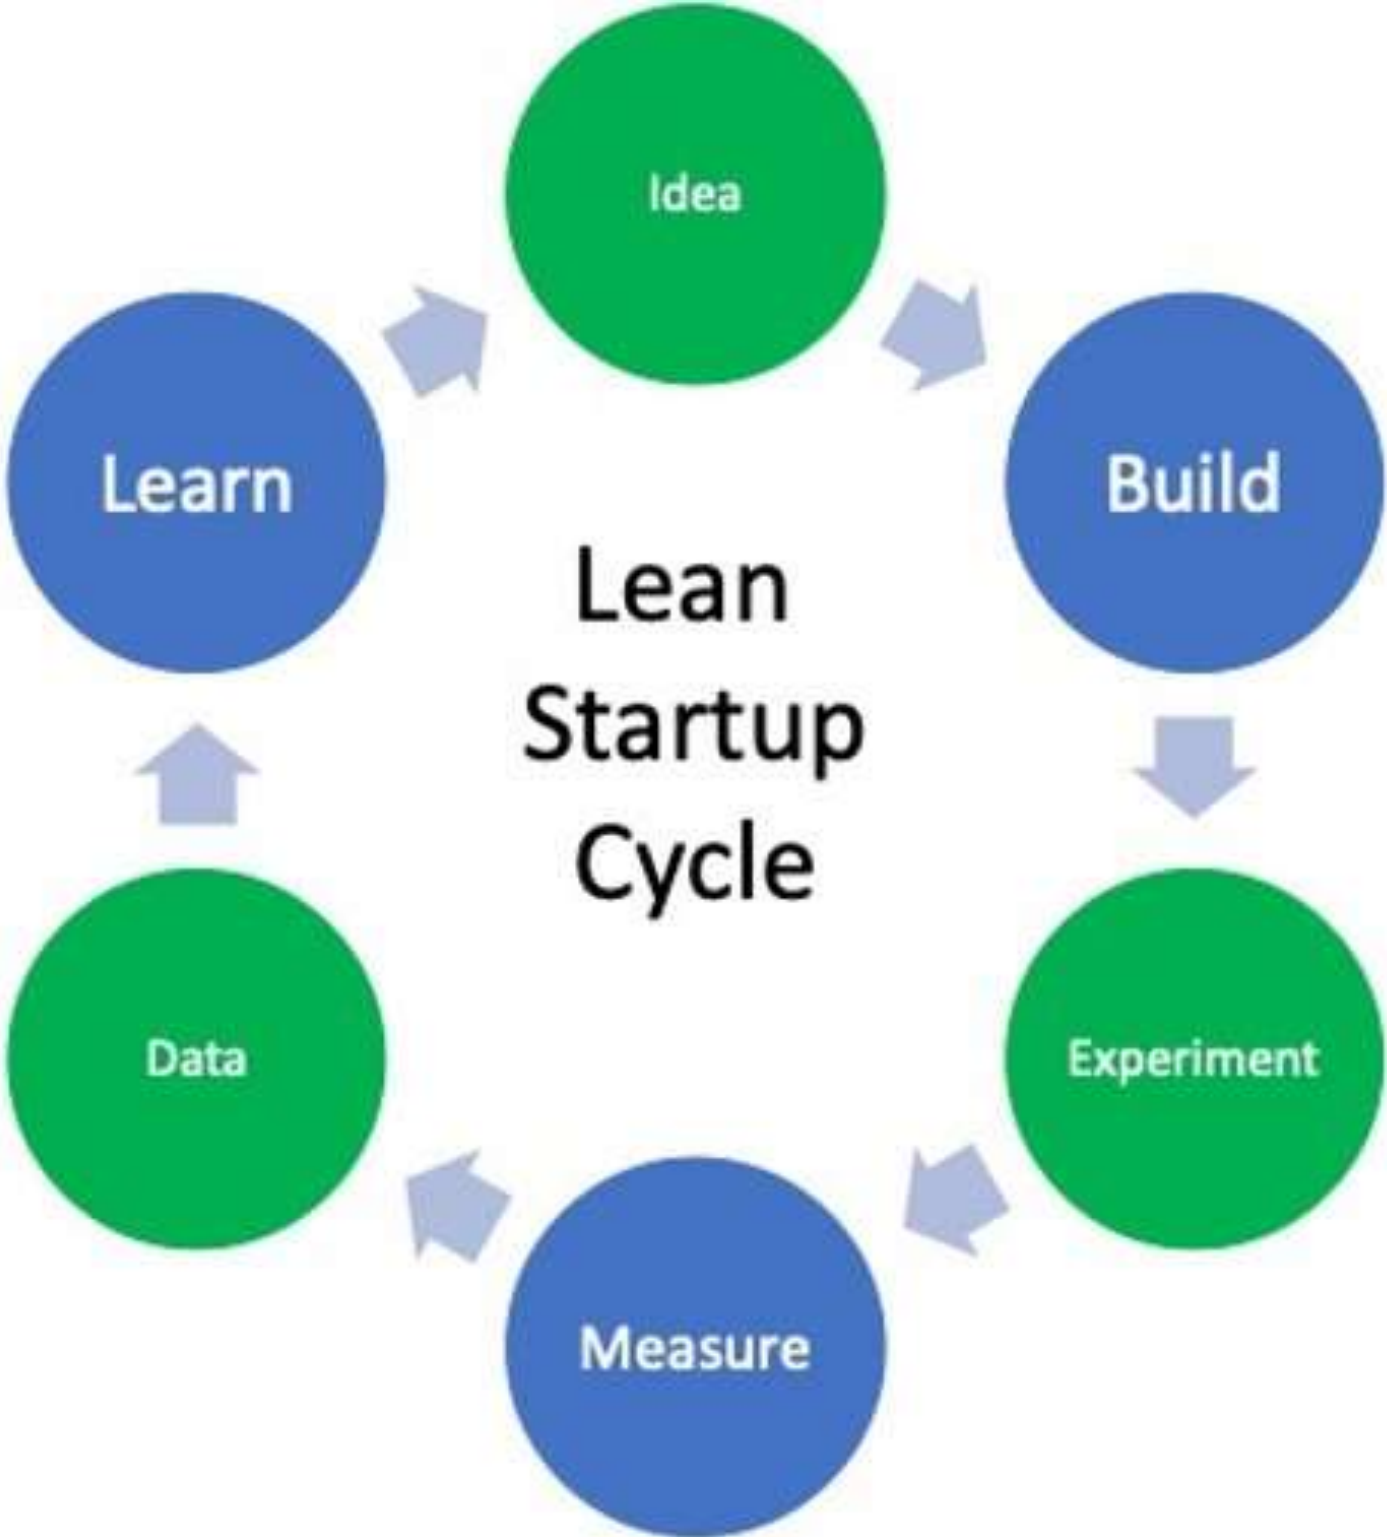 Idea
Build
Experiment
Measure
Data
Learn
Lean
Startup
Cycle